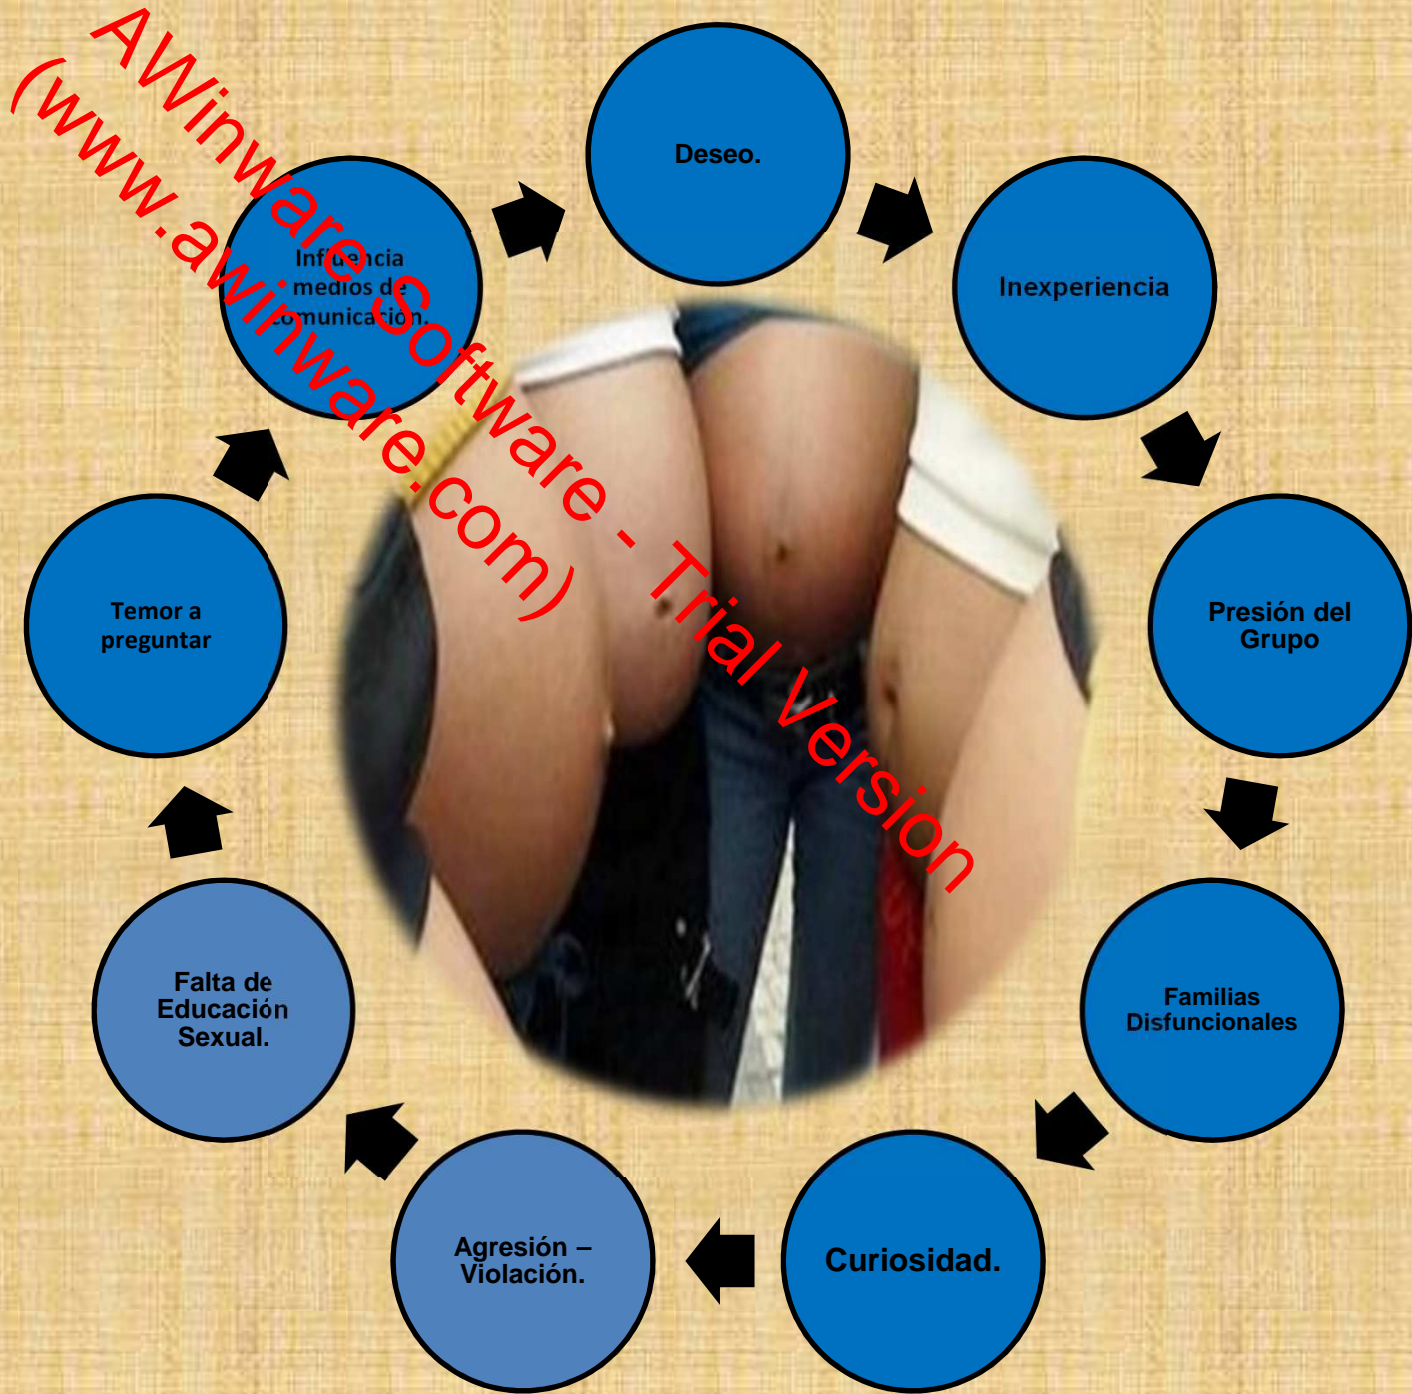 AWinware Software - Trial Version
(www.awinware.com)
Deseo.
Inexperiencia
Presión del
Grupo
Familias
Disfuncionales
Curiosidad.
Agresión –
Violación.
Falta de
Educación
Sexual.
Temor a
preguntar
Influencia
medios de
comunicación.